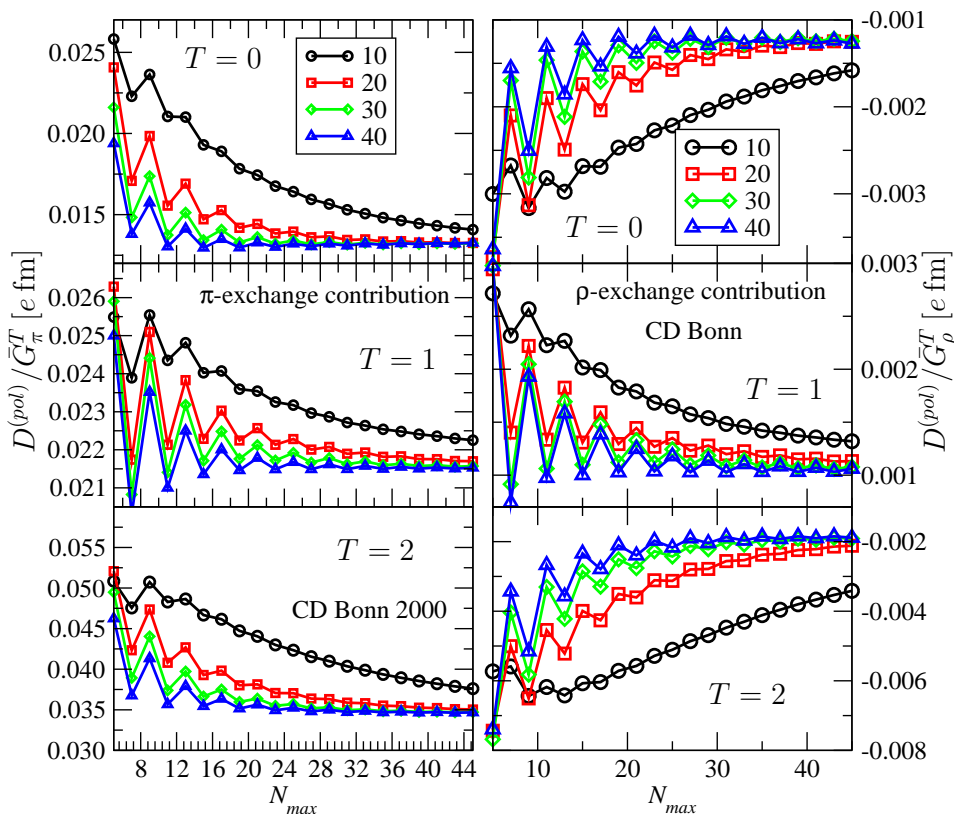 0.025
0.020
0.015
T = 0
10
20
30
40
-0.001
-0.002
-0.003
T = 0
10
20
30
40
0.026
0.025
0.024
0.023
0.022
0.021
π-exchange contribution
T = 1
D^(pol)/Ḡ_π^T [e fm]
0.003
0.002
0.001
ρ-exchange contribution
CD Bonn
T = 1
D^(pol)/Ḡ_ρ^T [e fm]
0.055
0.050
0.045
0.040
0.035
0.030
T = 2
CD Bonn 2000
8 12 16 20 24 28 32 36 40 44
N_max
-0.002
-0.004
-0.006
-0.008
T = 2
10 20 30 40
N_max